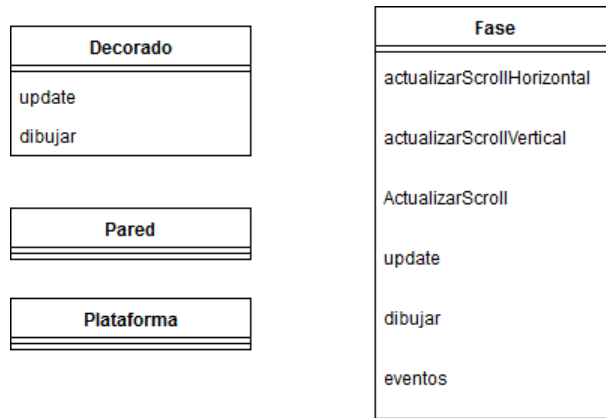 Decorado
update
dibujar
Pared
Plataforma
Fase
actualizarScrollHorizontal
actualizarScrollVertical
ActualizarScroll
update
dibujar
eventos